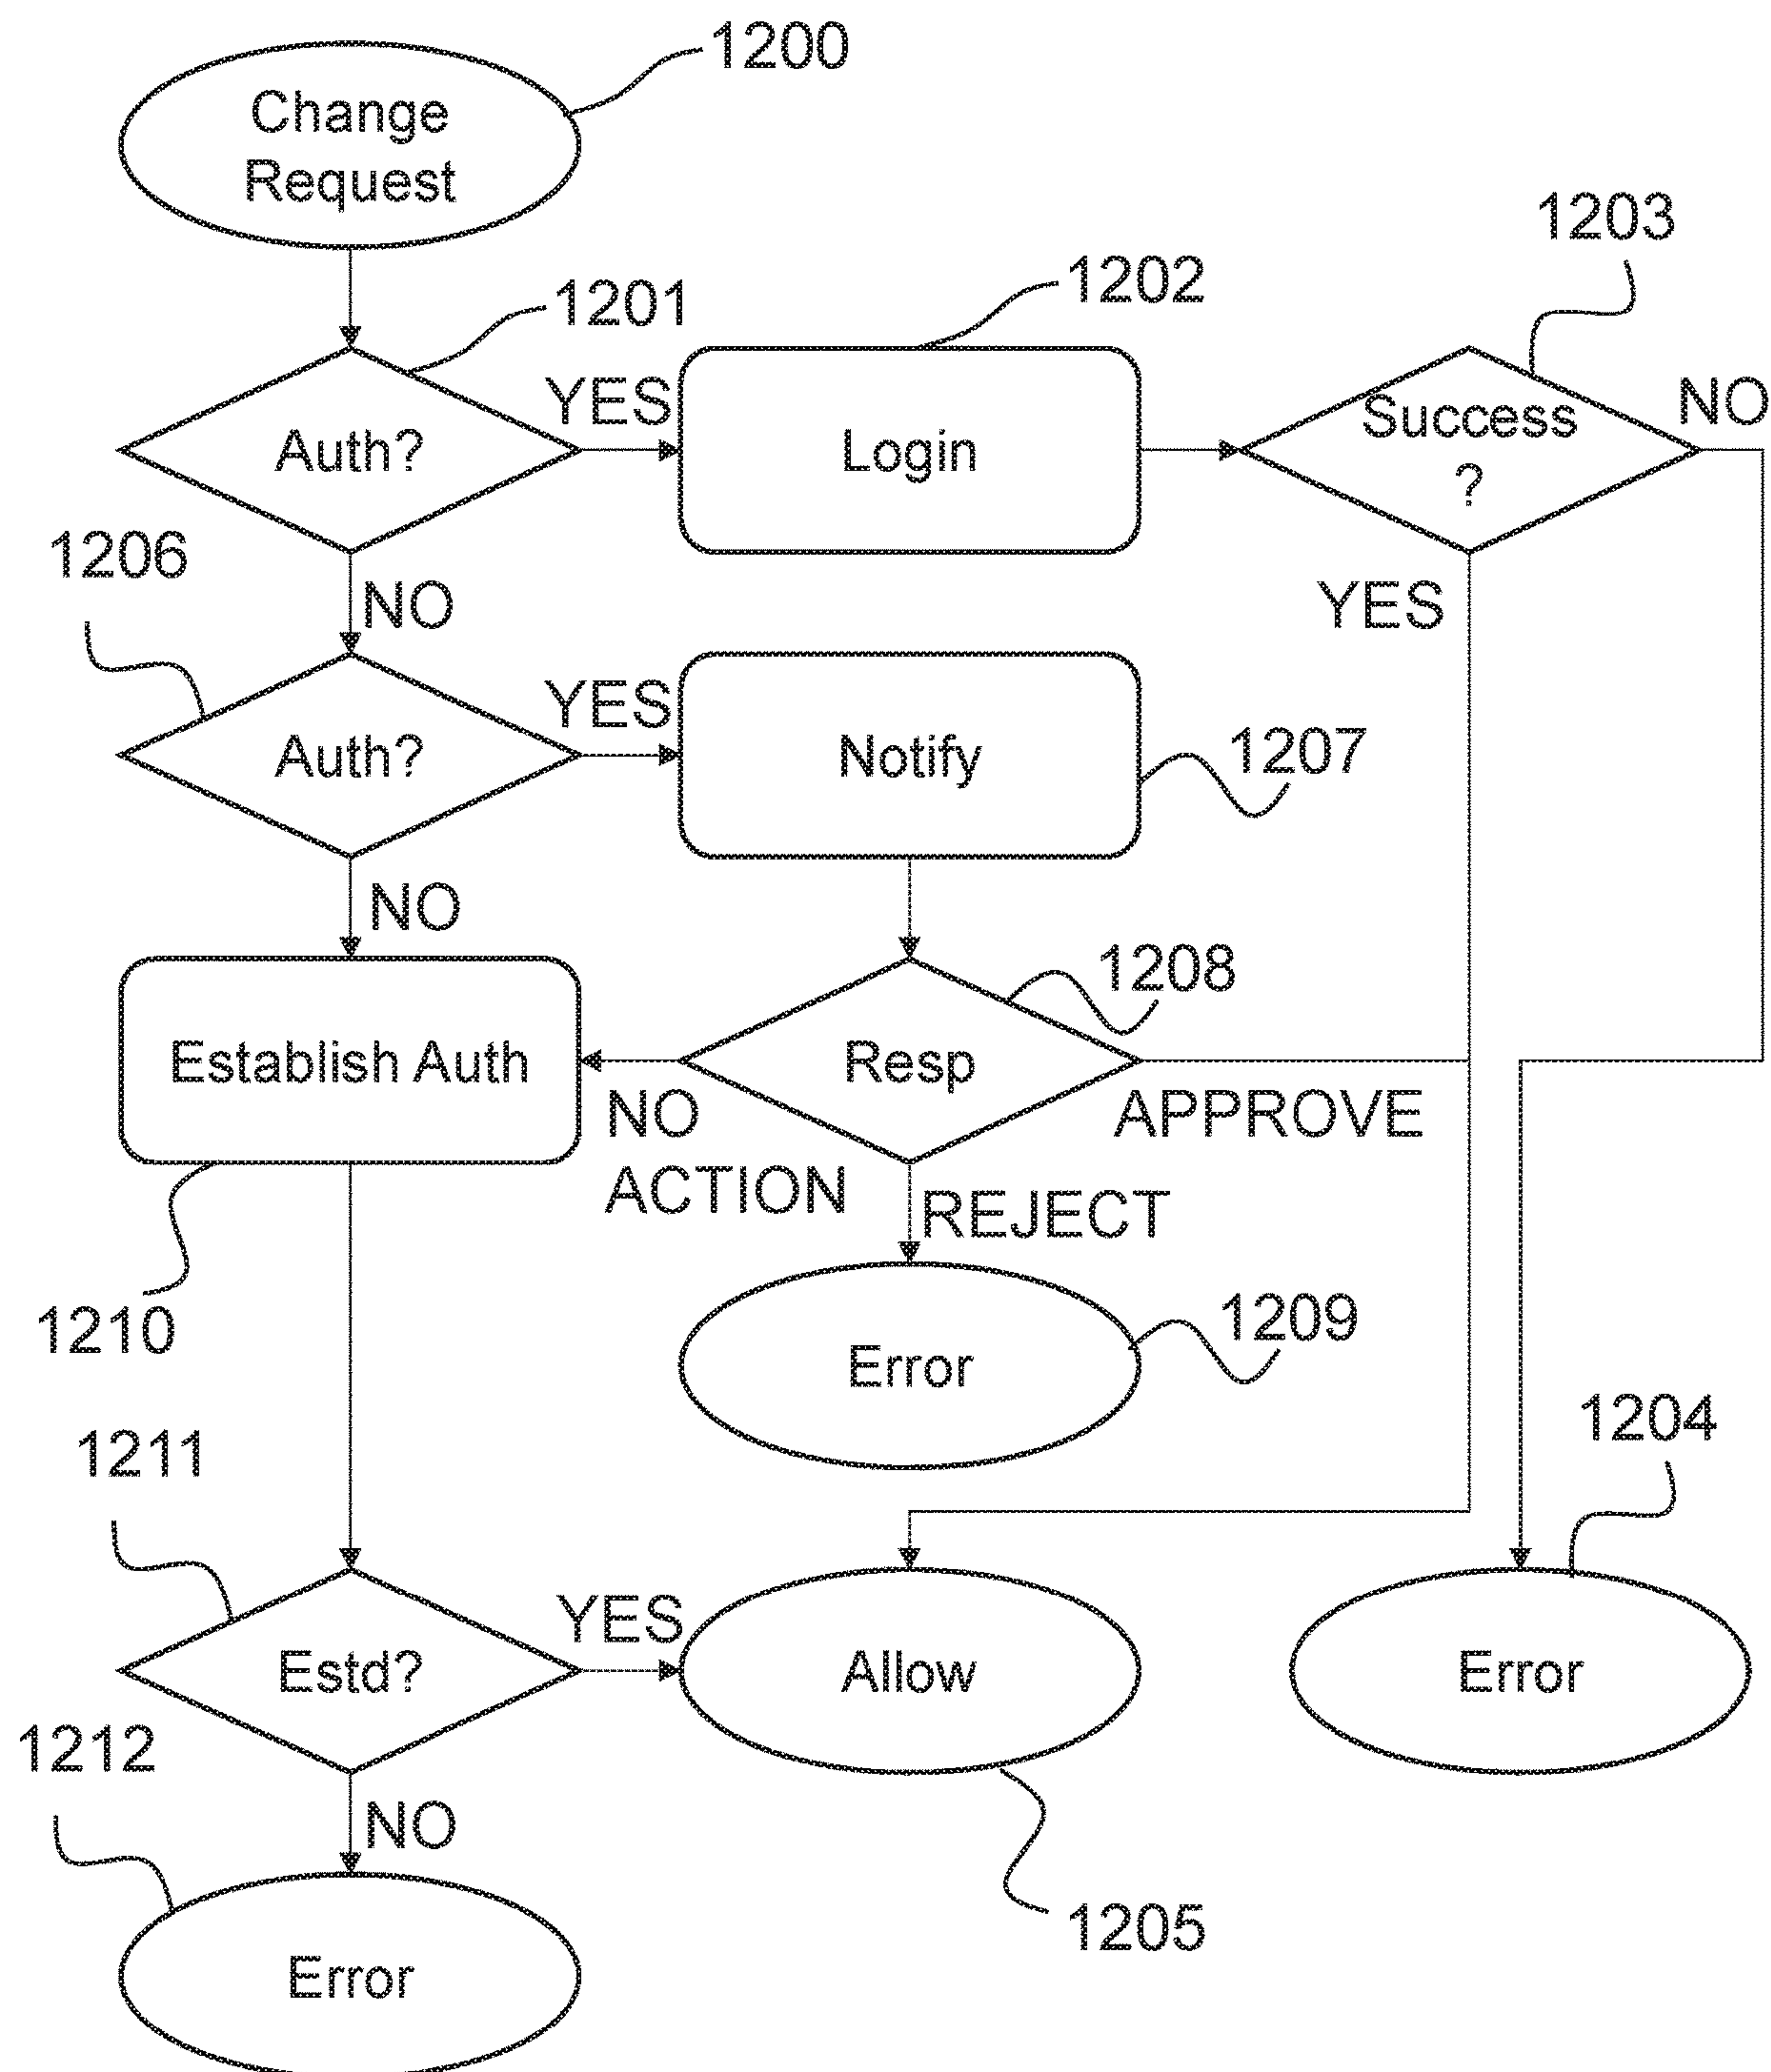 1200
Change
Request
1203
1202
1201
YES
NO
Auth?
Login
Success
?
1206
NO
YES
YES
1207
Auth?
Notify
NO
1208
Establish Auth
Resp
NO
ACTION
APPROVE
REJECT
1210
1209
Error
1204
1211
YES
Estd?
Allow
Error
1212
NO
1205
Error